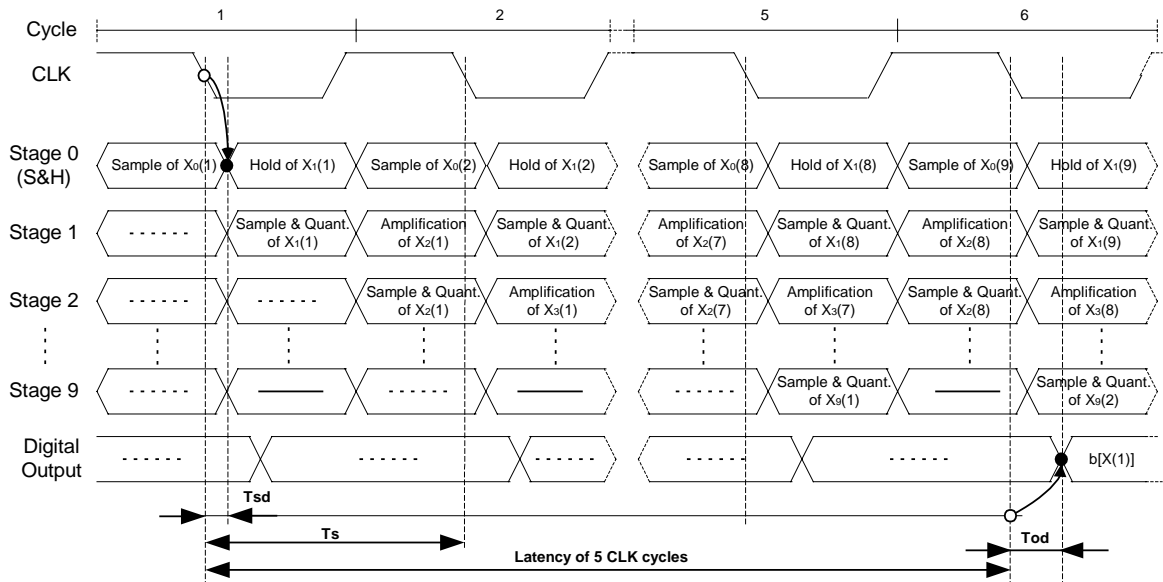 Cycle
1
2
5
6
CLK
Stage 0
(S&H)
Sample of X0(1)
Hold of X1(1)
Sample of X0(2)
Hold of X1(2)
Sample of X0(8)
Hold of X1(8)
Sample of X0(9)
Hold of X1(9)
Stage 1
Sample & Quant.
of X1(1)
Amplification
of X2(1)
Sample & Quant.
of X1(2)
Amplification
of X2(7)
Sample & Quant.
of X1(8)
Amplification
of X2(8)
Sample & Quant.
of X1(9)
Stage 2
Sample & Quant.
of X2(1)
Amplification
of X3(1)
Sample & Quant.
of X2(7)
Amplification
of X3(7)
Sample & Quant.
of X2(8)
Amplification
of X3(8)
Stage 9
Sample & Quant.
of X9(1)
Sample & Quant.
of X9(2)
Digital
Output
b[X(1)]
Tsd
Ts
Tod
Latency of 5 CLK cycles